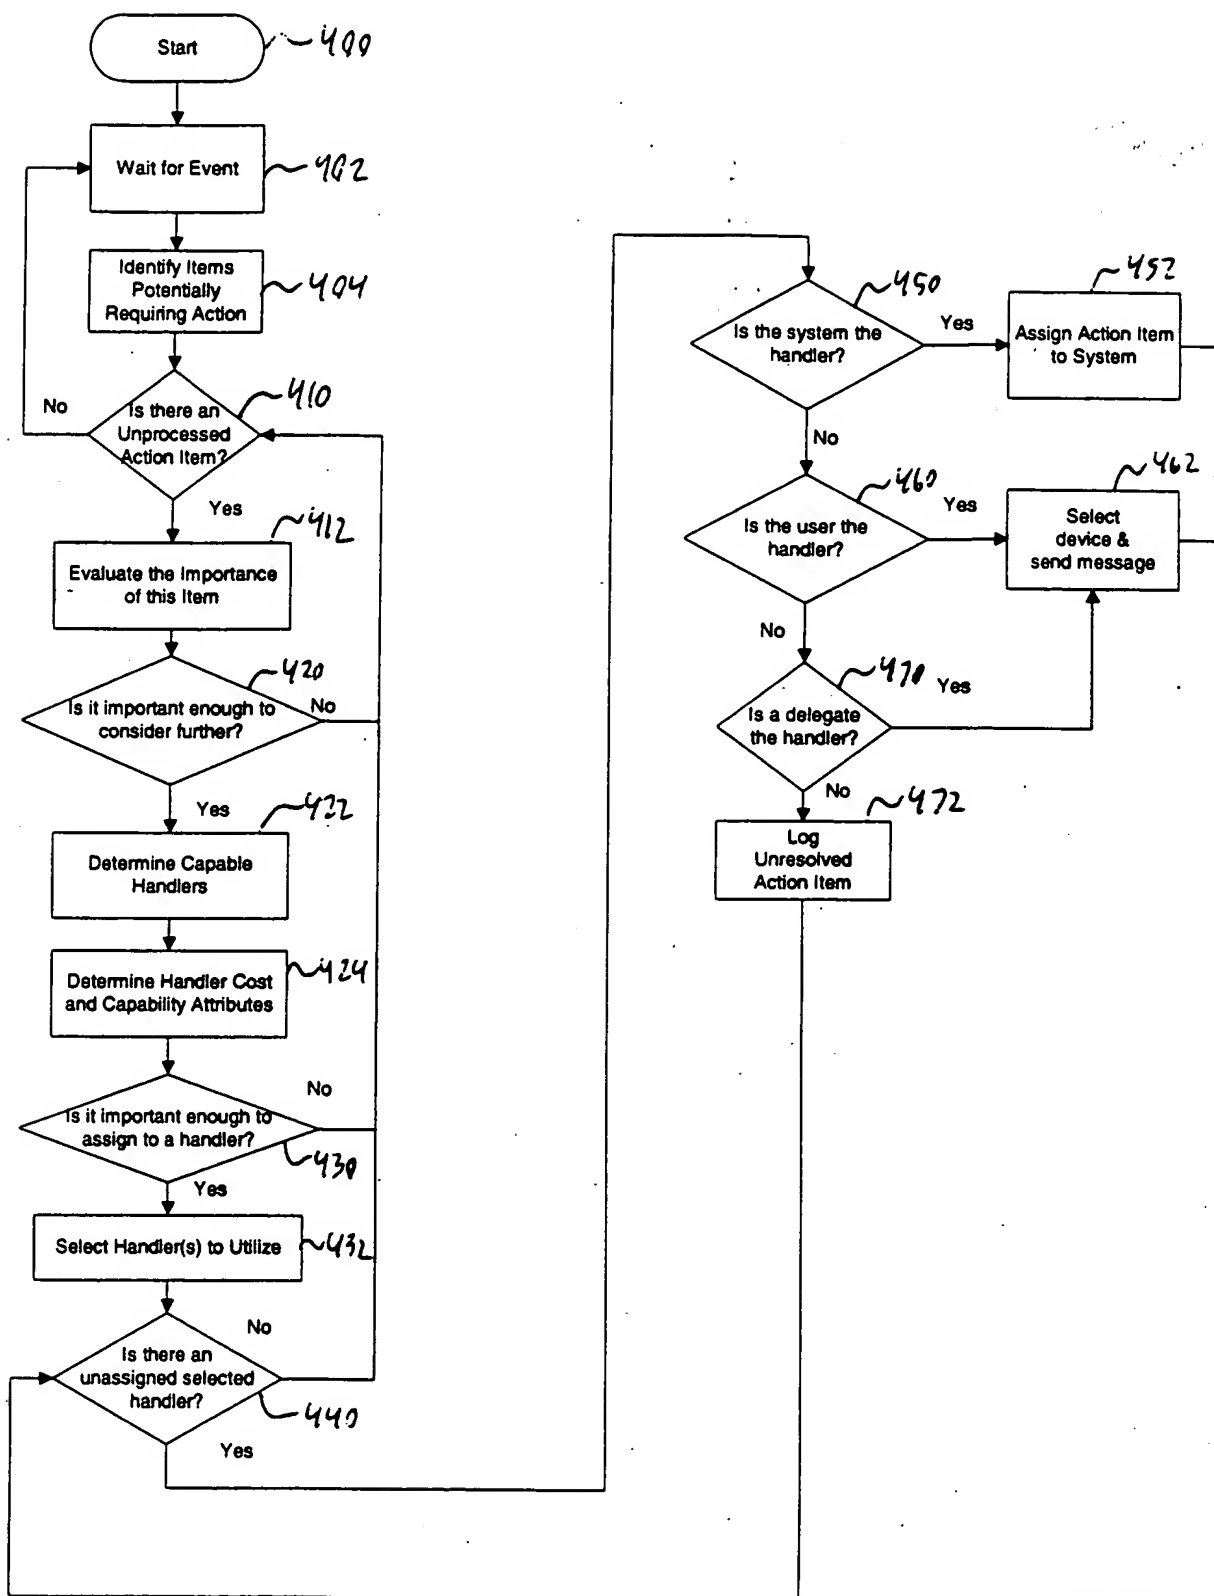 Start
400
Wait for Event
402
Identify Items
Potentially
Requiring Action
404
No
Is there an
Unprocessed
Action Item?
410
Yes
412
Evaluate the Importance
of this Item
420
Is it important enough to
consider further?
No
Yes
422
Determine Capable
Handlers
424
Determine Handler Cost
and Capability Attributes
No
Is it important enough to
assign to a handler?
430
Yes
Select Handler(s) to Utilize
432
No
Is there an
unassigned selected
handler?
440
Yes
450
Is the system the
handler?
Yes
452
Assign Action Item
to System
No
460
Is the user the
handler?
Yes
462
Select
device &
send message
No
470
Is a delegate
the handler?
Yes
No
472
Log
Unresolved
Action Item